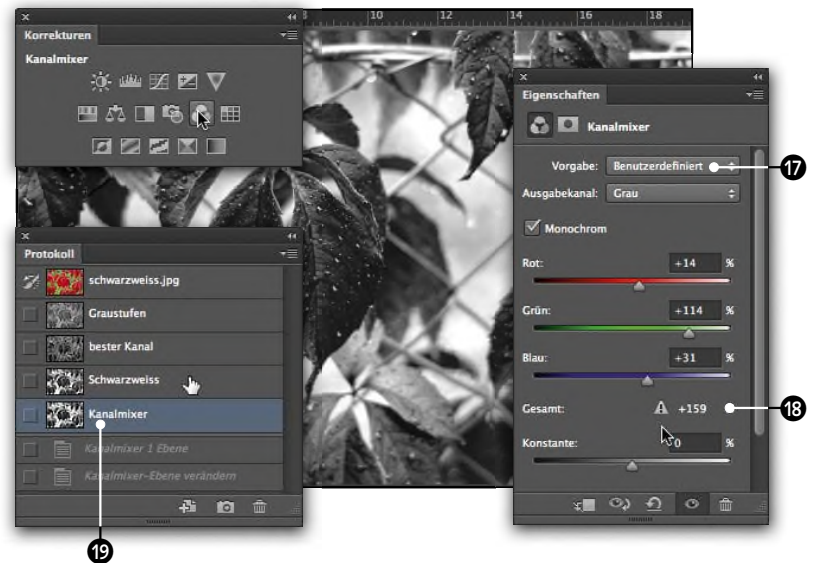 Korrekturen
Kanalmixer
8 10 12 14 16 18
Protokoll
schwarzweiss.jpg
Graustufen
bester Kanal
Schwarzweiss
Kanalmixer
Kanalmixer 1 Ebene
Kanalmixer-Ebene verändern
19
Eigenschaften
Kanalmixer
Vorgabe: Benutzerdefiniert
17
Ausgabekanal: Grau
Monochrom
Rot: +14 %
Grün: +114 %
Blau: +31 %
Gesamt: +159
18
Konstante: 0 %